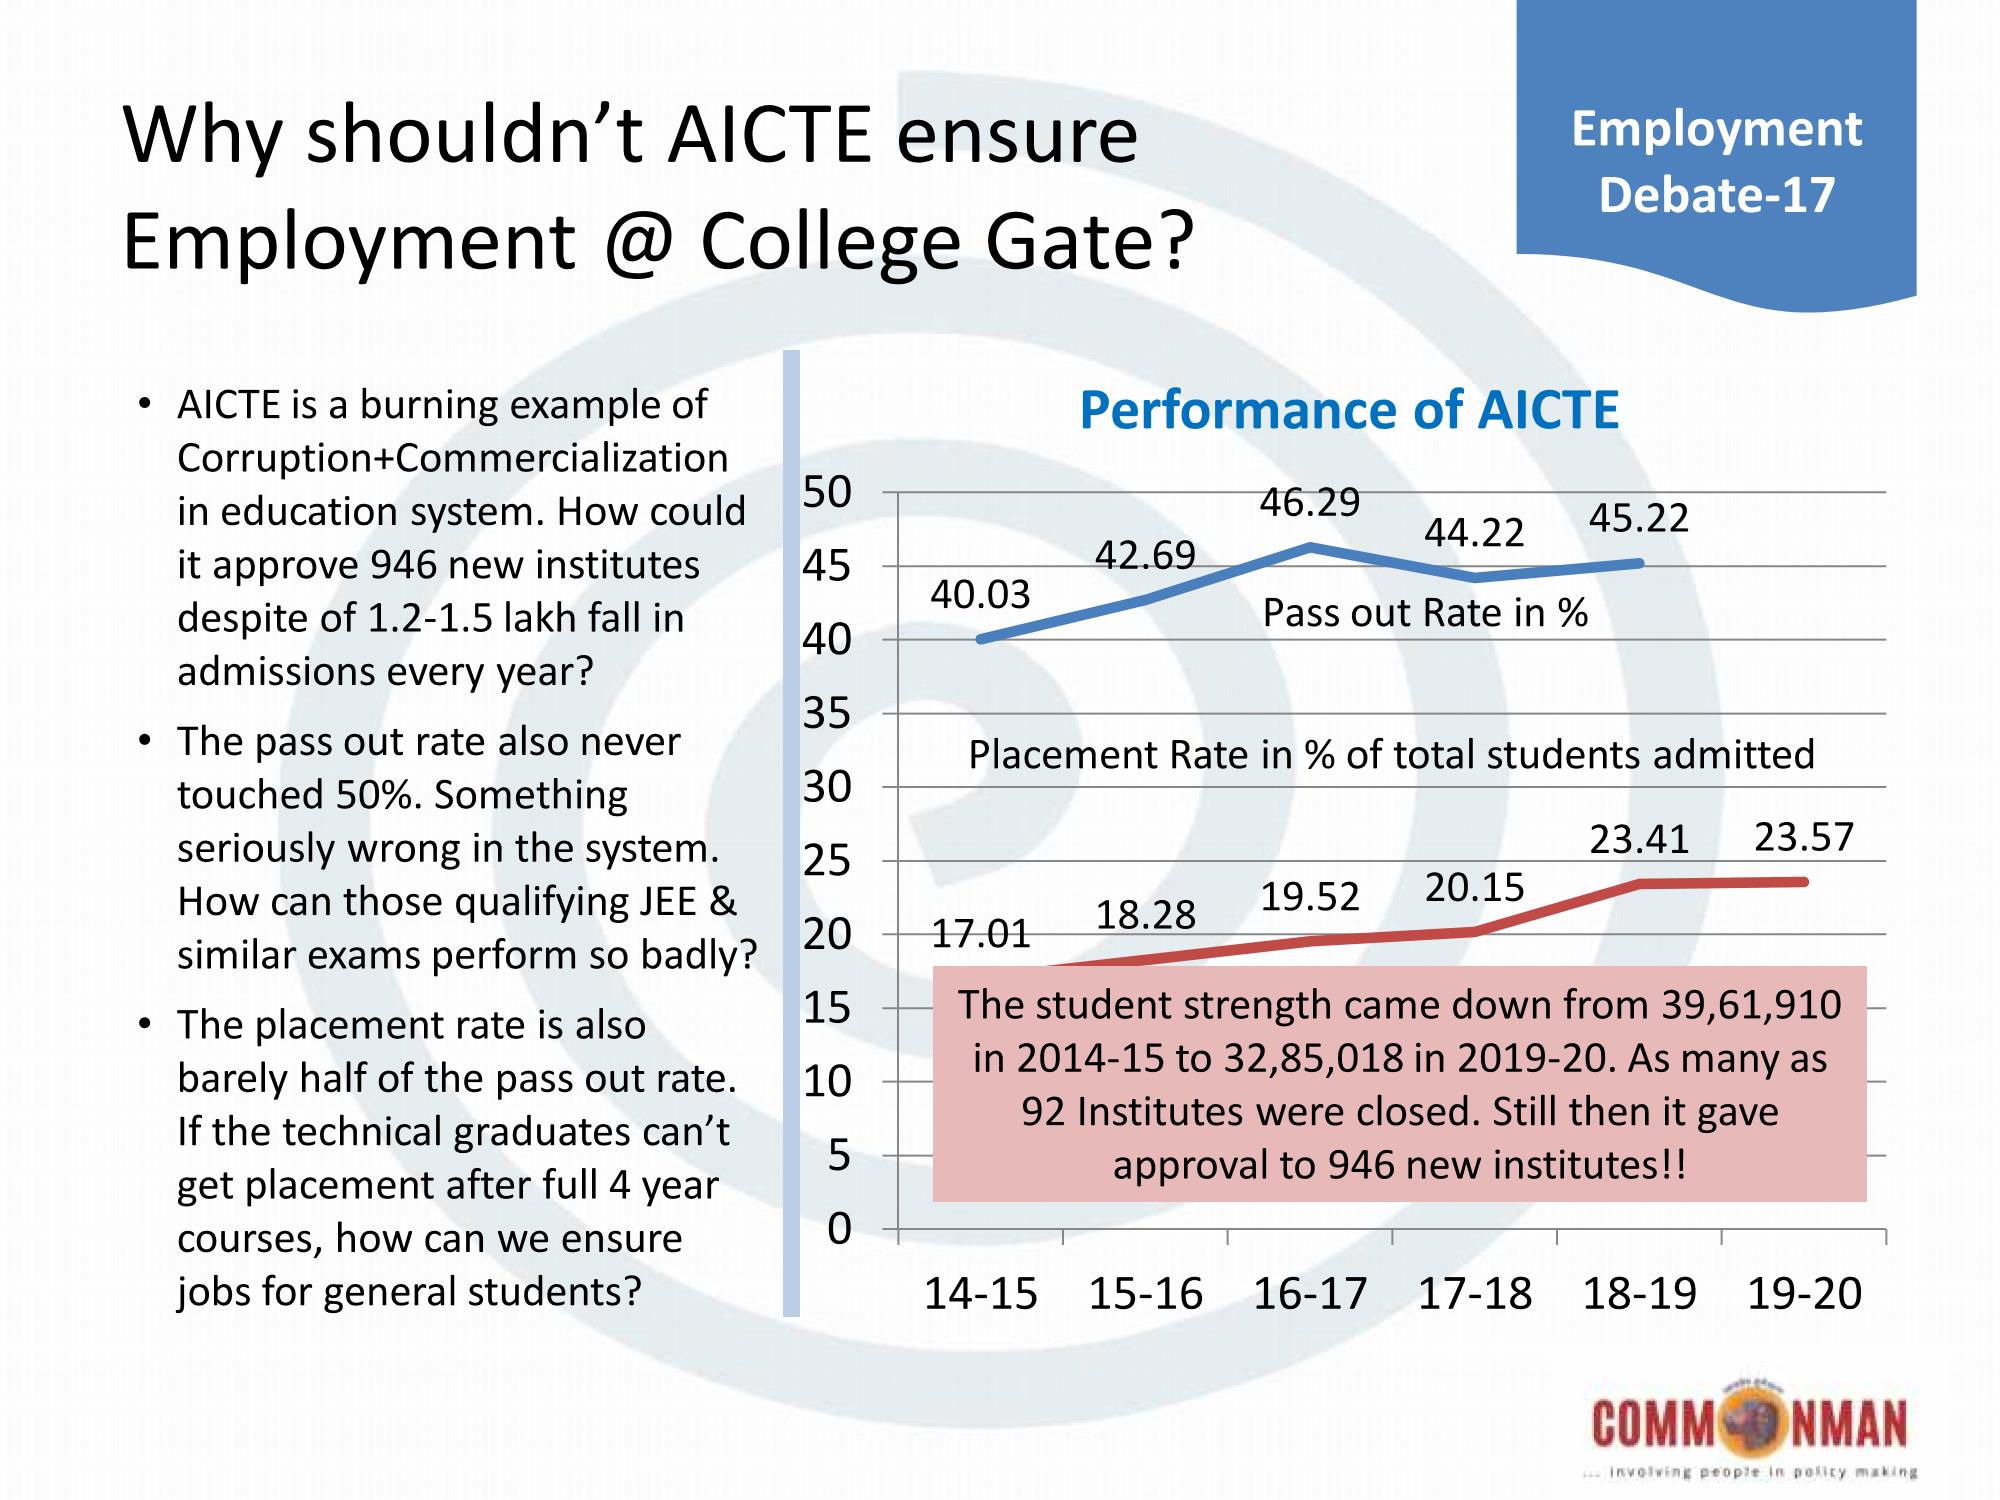 Why shouldn’t AICTE ensure
Employment @ College Gate?
Employment
Debate-17
• AICTE is a burning example of
Corruption+Commercialization
in education system. How could
it approve 946 new institutes
despite of 1.2-1.5 lakh fall in
admissions every year?
• The pass out rate also never
touched 50%. Something
seriously wrong in the system.
How can those qualifying JEE &
similar exams perform so badly?
• The placement rate is also
barely half of the pass out rate.
If the technical graduates can’t
get placement after full 4 year
courses, how can we ensure
jobs for general students?
Performance of AICTE
50
45
40
35
30
25
20
15
10
5
0
40.03
42.69
46.29
44.22
45.22
Pass out Rate in %
Placement Rate in % of total students admitted
17.01
18.28
19.52
20.15
23.41
23.57
The student strength came down from 39,61,910
in 2014-15 to 32,85,018 in 2019-20. As many as
92 Institutes were closed. Still then it gave
approval to 946 new institutes!!
14-15 15-16 16-17 17-18 18-19 19-20
COMMONMAN
... involving people in policy making